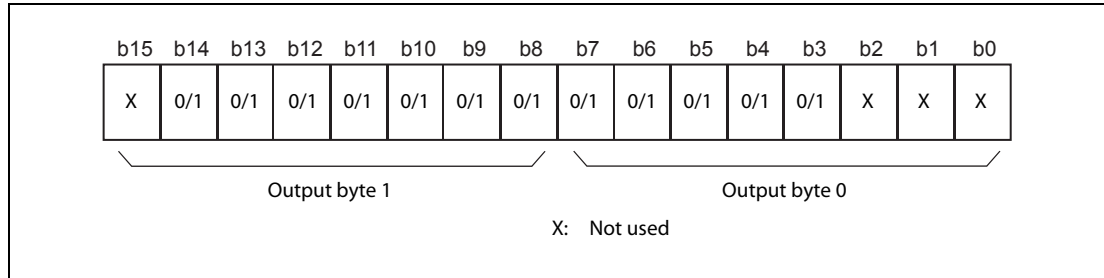 b15 b14 b13 b12 b11 b10 b9 b8 b7 b6 b5 b4 b3 b2 b1 b0
X 0/1 0/1 0/1 0/1 0/1 0/1 0/1 0/1 0/1 0/1 0/1 0/1 X X X
Output byte 1 Output byte 0
X: Not used